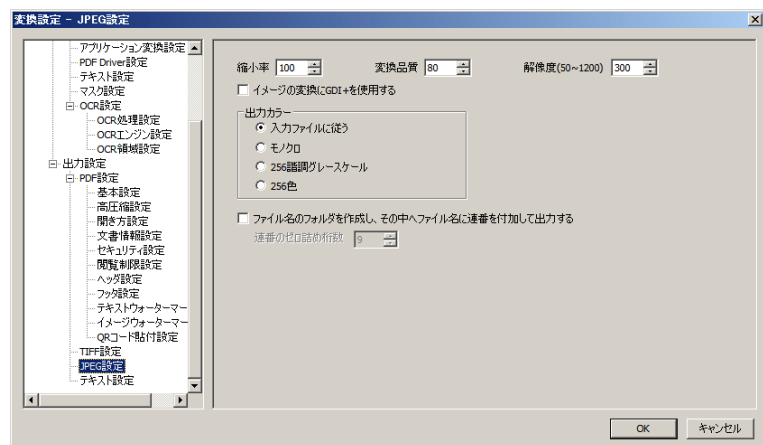 変換設定 - JPEG設定
アプリケーション変換設定
PDF Driver設定
テキスト設定
マスク設定
OCR設定
OCR処理設定
OCRエンジン設定
OCR領域設定
出力設定
PDF設定
基本設定
高圧縮設定
開き方設定
文書情報設定
セキュリティ設定
閲覧制限設定
ヘッダ設定
フッタ設定
テキストウォーターマー
イメージウォーターマー
QRコード貼付設定
TIFF設定
JPEG設定
テキスト設定
縮小率 100 変換品質 80 解像度(50~1200) 300
イメージの変換にGDI+を使用する
出力カラー
入力ファイルに従う
モノクロ
256諧調グレースケール
256色
ファイル名のフォルダを作成し、その中へファイル名に連番を付加して出力する
連番のゼロ詰め桁数 9
OK キャンセル